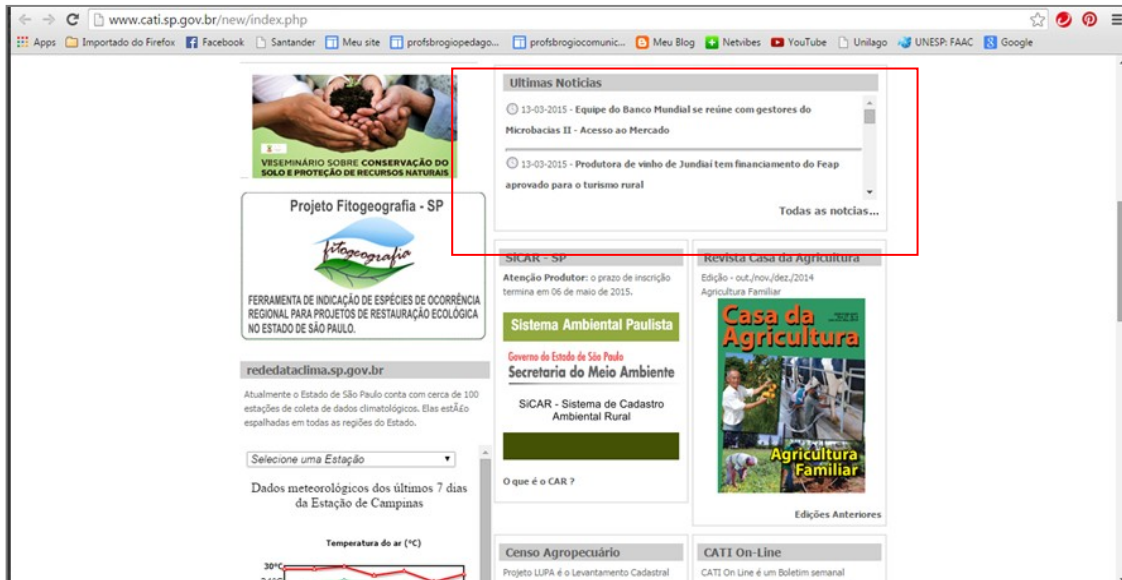 www.cati.sp.gov.br/new/index.php
Apps
Importado do Firefox
Facebook
Santander
Meu site
profsbrogiopedago...
profsbrogiocomunic...
Meu Blog
Netvibes
YouTube
Unilago
UNESP: FAAC
Google
VIISEMINÁRIO SOBRE CONSERVAÇÃO DO
SOLO E PROTEÇÃO DE RECURSOS NATURAIS
Projeto Fitogeografia - SP
fitogeografia
FERRAMENTA DE INDICAÇÃO DE ESPÉCIES DE OCORRÊNCIA
REGIONAL PARA PROJETOS DE RESTAURAÇÃO ECOLÓGICA
NO ESTADO DE SÃO PAULO.
rededataclima.sp.gov.br
Atualmente o Estado de São Paulo conta com cerca de 100
estações de coleta de dados climatológicos. Elas estÃ£o
espalhadas em todas as regiões do Estado.
Selecione uma Estação
Dados meteorológicos dos últimos 7 dias
da Estação de Campinas
Temperatura do ar (ºC)
30ºC
Ultimas Noticias
13-03-2015 - Equipe do Banco Mundial se reúne com gestores do
Microbacias II - Acesso ao Mercado
13-03-2015 - Produtora de vinho de Jundiaí tem financiamento do Feap
aprovado para o turismo rural
Todas as notcias...
SiCAR - SP
Atenção Produtor: o prazo de inscrição
termina em 06 de maio de 2015.
Sistema Ambiental Paulista
Governo do Estado de São Paulo
Secretaria do Meio Ambiente
SiCAR - Sistema de Cadastro
Ambiental Rural
O que é o CAR ?
Revista Casa da Agricultura
Edição - out./nov./dez./2014
Agricultura Familiar
Casa da
Agricultura
Agricultura
Familiar
Edições Anteriores
Censo Agropecuário
Projeto LUPA é o Levantamento Cadastral
CATI On-Line
CATI On Line é um Boletim semanal